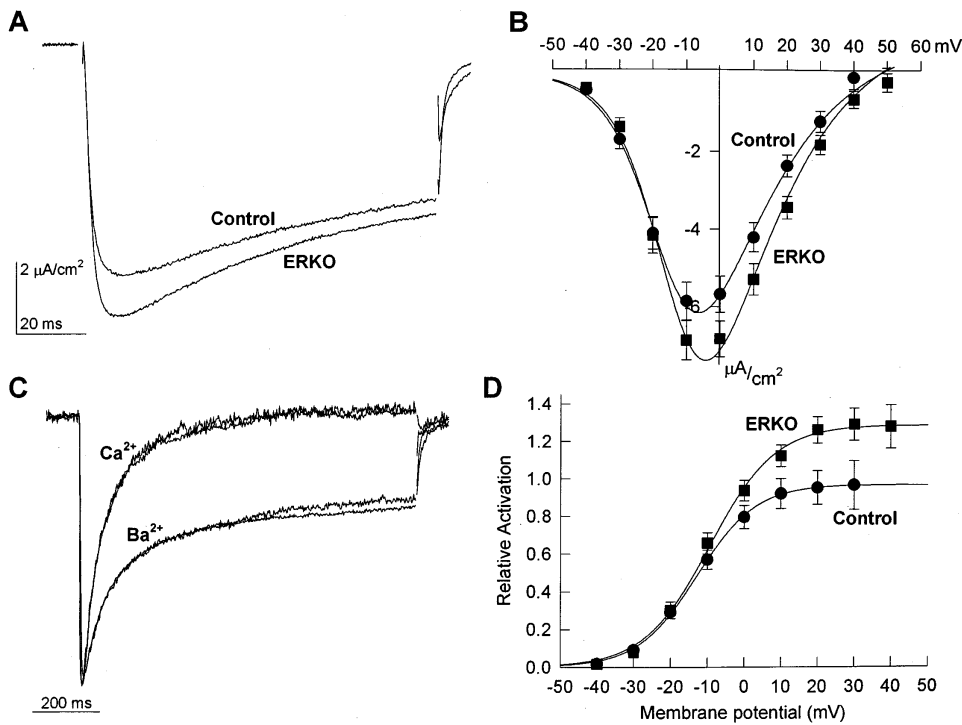 A
Control
ERKO
2 μA/cm²
20 ms
B
-50 -40 -30 -20 -10 10 20 30 40 50 60 mV
-2
Control
-4
ERKO
-6
μA/cm²
C
Ca²⁺
Ba²⁺
200 ms
D
1.4
1.2
1.0
0.8
0.6
0.4
0.2
0.0
ERKO
Control
Relative Activation
-50 -40 -30 -20 -10 0 10 20 30 40 50
Membrane potential (mV)